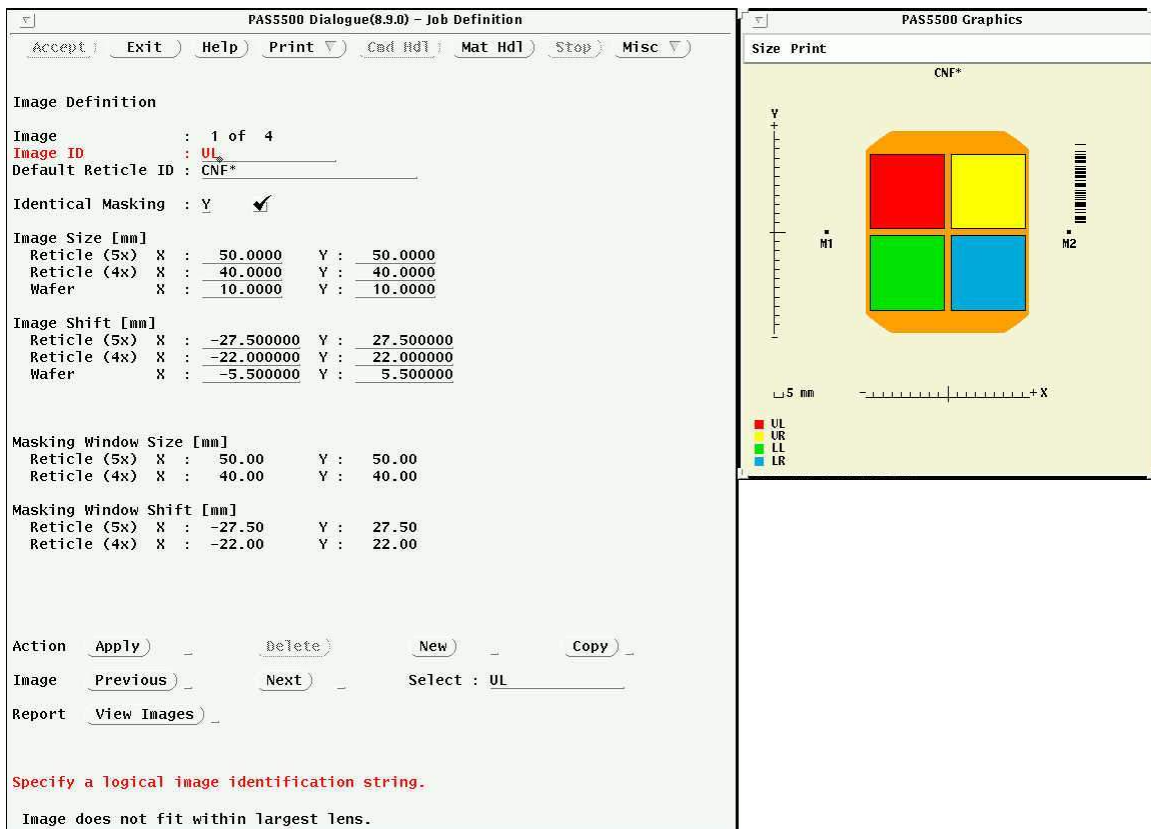 PAS5500 Dialogue(8.9.0) – Job Definition
Accept Exit Help Print Cmd Hdl Mat Hdl Stop Misc
Image Definition
Image : 1 of 4
Image ID : UL
Default Reticle ID : CNF*
Identical Masking : Y
Image Size [mm]
Reticle (5x) X : 50.0000 Y : 50.0000
Reticle (4x) X : 40.0000 Y : 40.0000
Wafer X : 10.0000 Y : 10.0000
Image Shift [mm]
Reticle (5x) X : -27.500000 Y : 27.500000
Reticle (4x) X : -22.000000 Y : 22.000000
Wafer X : -5.500000 Y : 5.500000
Masking Window Size [mm]
Reticle (5x) X : 50.00 Y : 50.00
Reticle (4x) X : 40.00 Y : 40.00
Masking Window Shift [mm]
Reticle (5x) X : -27.50 Y : 27.50
Reticle (4x) X : -22.00 Y : 22.00
Action Apply _ Delete New _ Copy _
Image Previous _ Next _ Select : UL
Report View Images _
Specify a logical image identification string.
Image does not fit within largest lens.
PAS5500 Graphics
Size Print
CNF*
Y
+
M1
M2
-
5 mm
- + X
UL
UR
LL
LR